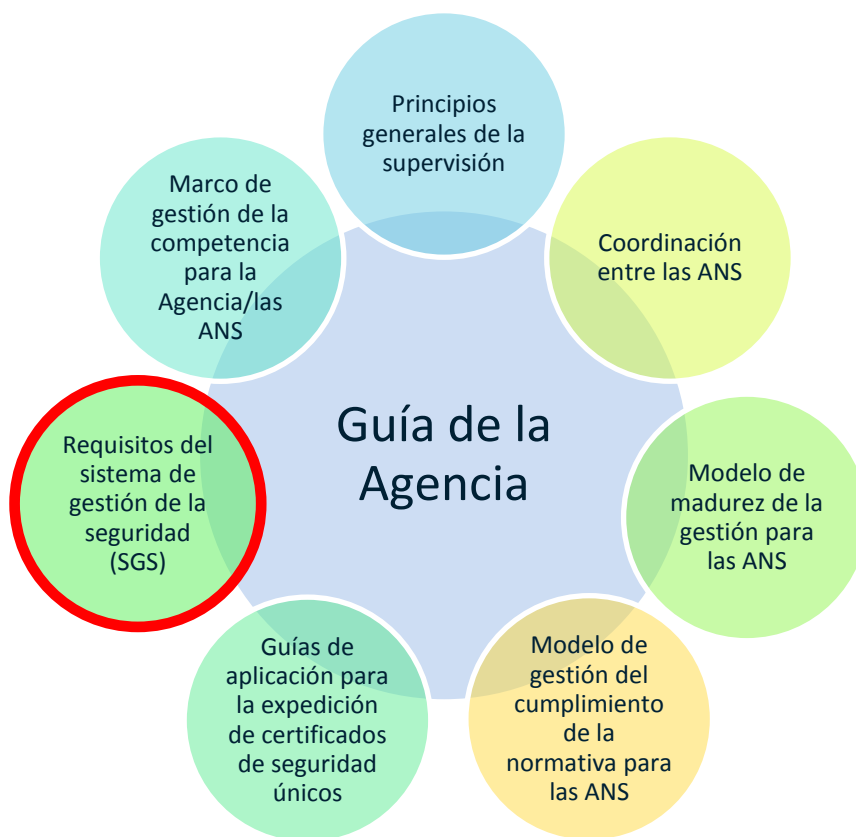 Principios
generales de la
supervisión
Coordinación
entre las ANS
Modelo de
madurez de la
gestión para
las ANS
Modelo de
gestión del
cumplimiento
de la
normativa para
las ANS
Guías de
aplicación para
la expedición
de certificados
de seguridad
únicos
Requisitos del
sistema de
gestión de la
seguridad
(SGS)
Marco de
gestión de la
competencia
para la
Agencia/las
ANS
Guía de la
Agencia